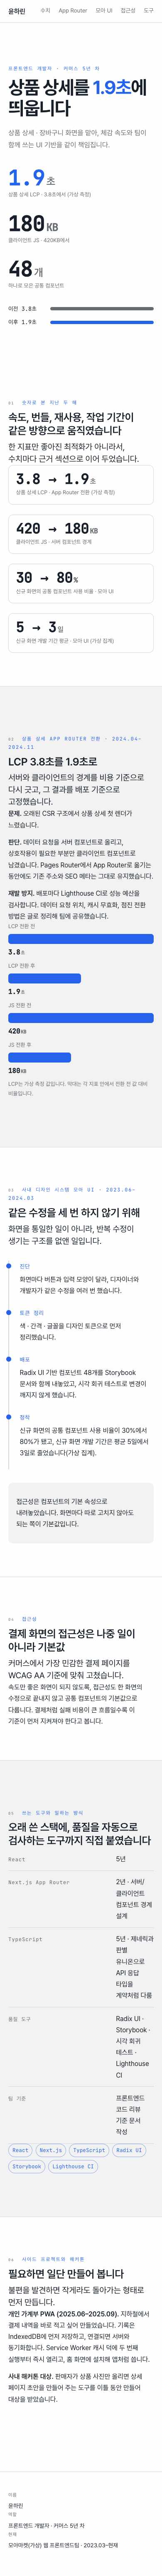 윤하린
수치
App Router
모아 UI
접근성
도구
프론트엔드 개발자 · 커머스 5년 차
상품 상세를 1.9초에
띄웁니다
상품 상세 · 장바구니 화면을 맡아, 체감 속도와 팀이
함께 쓰는 UI 기반을 같이 책임집니다.
1.9초
상품 상세 LCP · 3.8초에서 (가상 측정)
180KB
클라이언트 JS · 420KB에서
48개
하나로 모은 공통 컴포넌트
이전 3.8초
이후 1.9초
01 숫자로 본 지난 두 해
속도, 번들, 재사용, 작업 기간이
같은 방향으로 움직였습니다
한 지표만 좋아진 최적화가 아니라서,
수치마다 근거 섹션으로 이어 두었습니다.
3.8 → 1.9초
상품 상세 LCP · App Router 전환 (가상 측정)
420 → 180KB
클라이언트 JS · 서버 컴포넌트 경계
30 → 80%
신규 화면의 공통 컴포넌트 사용 비율 · 모아 UI
5 → 3일
신규 화면 개발 기간 평균 · 모아 UI (가상 집계)
02 상품 상세 APP ROUTER 전환 · 2024.04–
2024.11
LCP 3.8초를 1.9초로
서버와 클라이언트의 경계를 비용 기준으로
다시 긋고, 그 결과를 배포 기준으로
고정했습니다.
문제. 오래된 CSR 구조에서 상품 상세 첫 렌더가
느렸습니다.
판단. 데이터 요청을 서버 컴포넌트로 올리고,
상호작용이 필요한 부분만 클라이언트 컴포넌트로
남겼습니다. Pages Router에서 App Router로 옮기는
동안에도 기존 주소와 SEO 메타는 그대로 유지했습니다.
재발 방지. 배포마다 Lighthouse CI로 성능 예산을
검사합니다. 데이터 요청 위치, 캐시 무효화, 점진 전환
방법은 글로 정리해 팀에 공유했습니다.
LCP 전환 전
3.8초
LCP 전환 후
1.9초
JS 전환 전
420KB
JS 전환 후
180KB
LCP는 가상 측정 값입니다. 막대는 각 지표 안에서 전환 전 값 대비
비율입니다.
03 사내 디자인 시스템 모아 UI · 2023.06–
2024.03
같은 수정을 세 번 하지 않기 위해
화면을 통일한 일이 아니라, 반복 수정이
생기는 구조를 없앤 일입니다.
진단
화면마다 버튼과 입력 모양이 달라, 디자이너와
개발자가 같은 수정을 여러 번 했습니다.
토큰 정리
색 · 간격 · 글꼴을 디자인 토큰으로 먼저
정리했습니다.
배포
Radix UI 기반 컴포넌트 48개를 Storybook
문서와 함께 내놓았고, 시각 회귀 테스트로 변경이
깨지지 않게 했습니다.
정착
신규 화면의 공통 컴포넌트 사용 비율이 30%에서
80%가 됐고, 신규 화면 개발 기간은 평균 5일에서
3일로 줄었습니다(가상 집계).
접근성은 컴포넌트의 기본 속성으로
내려놓았습니다. 화면마다 따로 고치지 않아도
되는 쪽이 기본값입니다.
04 접근성
결제 화면의 접근성은 나중 일이
아니라 기본값
커머스에서 가장 민감한 결제 페이지를
WCAG AA 기준에 맞춰 고쳤습니다.
속도만 좋은 화면이 되지 않도록, 접근성도 한 화면의
수정으로 끝내지 않고 공통 컴포넌트의 기본값으로
다룹니다. 결제처럼 실패 비용이 큰 흐름일수록 이
기준이 먼저 지켜져야 한다고 봅니다.
05 쓰는 도구와 일하는 방식
오래 쓴 스택에, 품질을 자동으로
검사하는 도구까지 직접 붙였습니다
React
5년
Next.js App Router
2년 · 서버/
클라이언트
컴포넌트 경계
설계
TypeScript
5년 · 제네릭과
판별
유니온으로
API 응답
타입을
계약처럼 다룸
품질 도구
Radix UI ·
Storybook ·
시각 회귀
테스트 ·
Lighthouse
CI
팀 기준
프론트엔드
코드 리뷰
기준 문서
작성
React
Next.js
TypeScript
Radix UI
Storybook
Lighthouse CI
06 사이드 프로젝트와 해커톤
필요하면 일단 만들어 봅니다
불편을 발견하면 작게라도 돌아가는 형태로
먼저 만듭니다.
개인 가계부 PWA (2025.06–2025.09). 지하철에서
결제 내역을 바로 적고 싶어 만들었습니다. 기록은
IndexedDB에 먼저 저장하고, 연결되면 서버와
동기화합니다. Service Worker 캐시 덕에 두 번째
실행부터 즉시 열리고, 홈 화면에 설치해 앱처럼 씁니다.
사내 해커톤 대상. 판매자가 상품 사진만 올리면 상세
페이지 초안을 만들어 주는 도구를 이틀 동안 만들어
대상을 받았습니다.
이름
윤하린
역할
프론트엔드 개발자 · 커머스 5년 차
현재
모아마켓(가상) 웹 프론트엔드팀 · 2023.03–현재